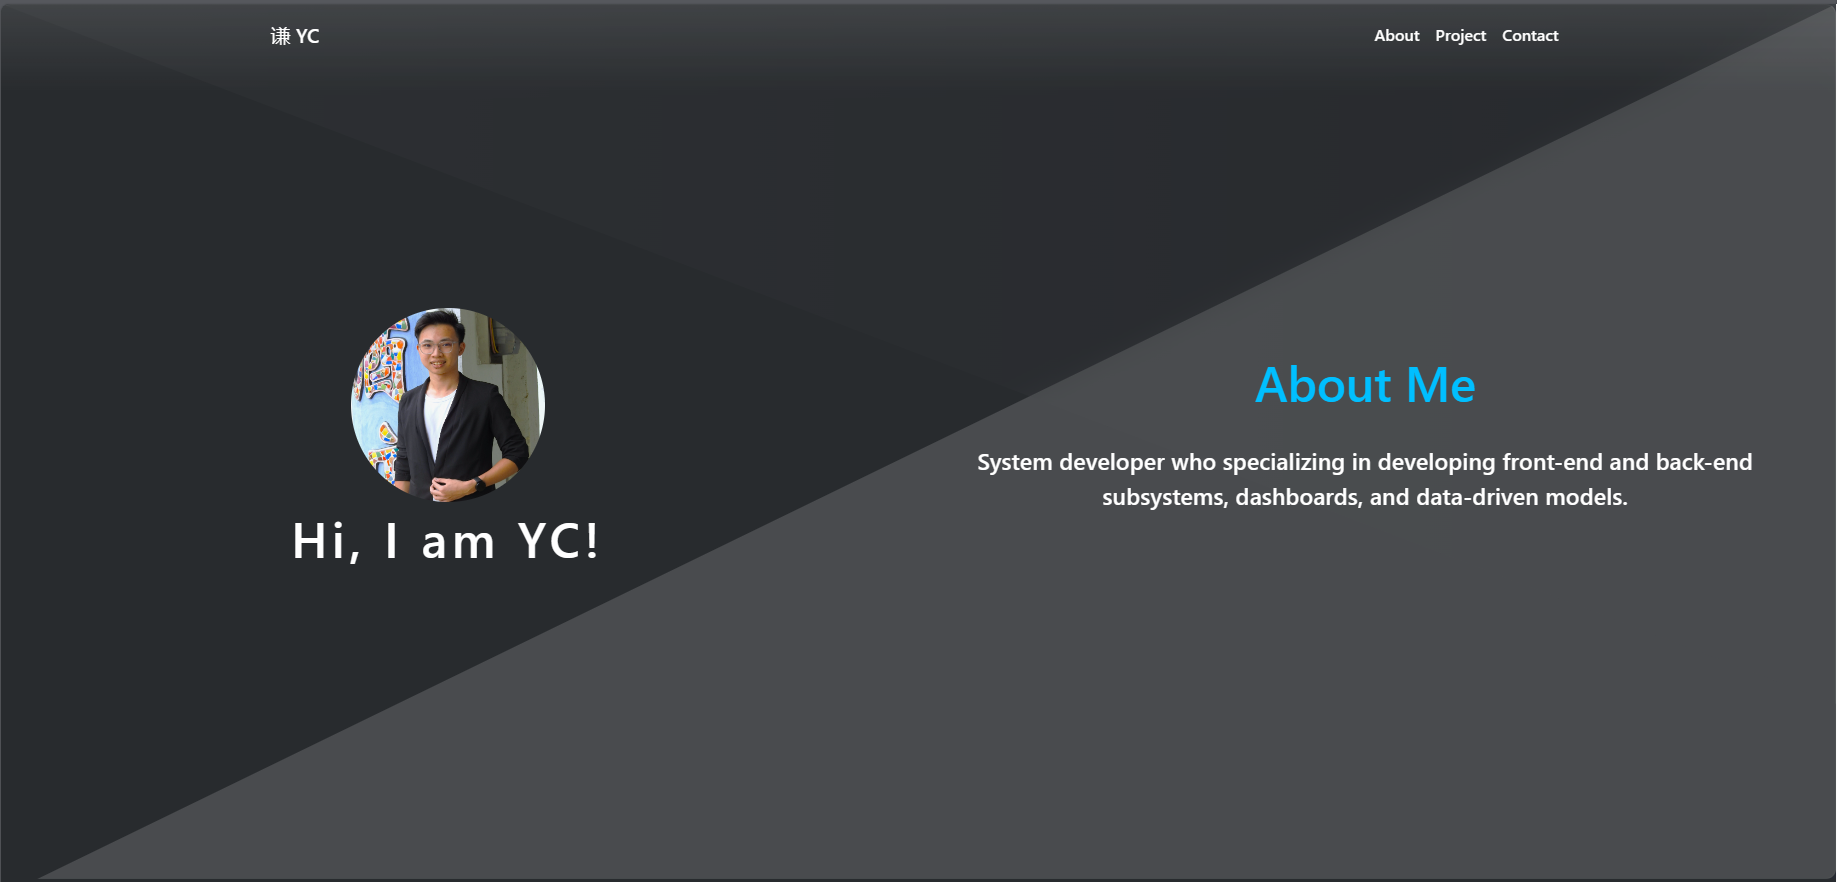 谦 YC
About Project Contact
Hi, I am YC!
About Me
System developer who specializing in developing front-end and back-end
subsystems, dashboards, and data-driven models.